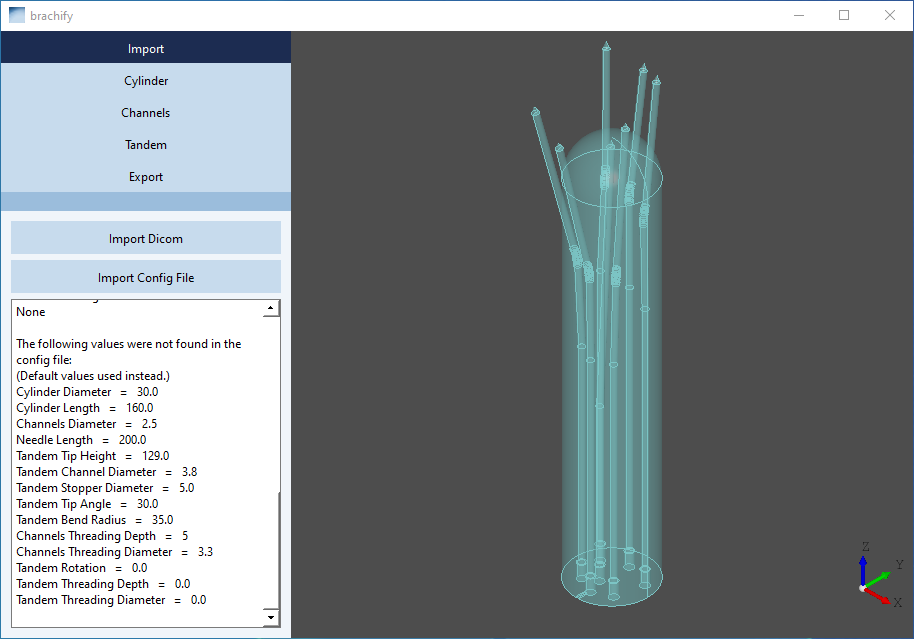 brachify
Import
Cylinder
Channels
Tandem
Export
Import Dicom
Import Config File
None
The following values were not found in the
config file:
(Default values used instead.)
Cylinder Diameter = 30.0
Cylinder Length = 160.0
Channels Diameter = 2.5
Needle Length = 200.0
Tandem Tip Height = 129.0
Tandem Channel Diameter = 3.8
Tandem Stopper Diameter = 5.0
Tandem Tip Angle = 30.0
Tandem Bend Radius = 35.0
Channels Threading Depth = 5
Channels Threading Diameter = 3.3
Tandem Rotation = 0.0
Tandem Threading Depth = 0.0
Tandem Threading Diameter = 0.0
Z
Y
X